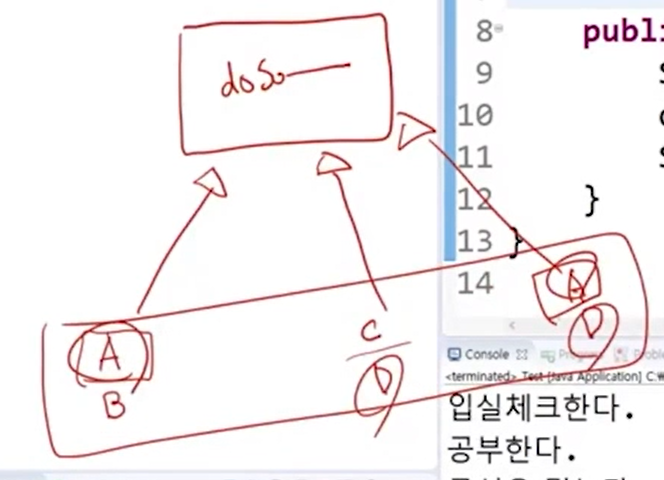 doSo
A
B
C
D
A
D
8
publi
9
10
11
12
}
13
}
14
Console
<terminated> Test [Java Application] C:
입실체크한다.
공부한다.